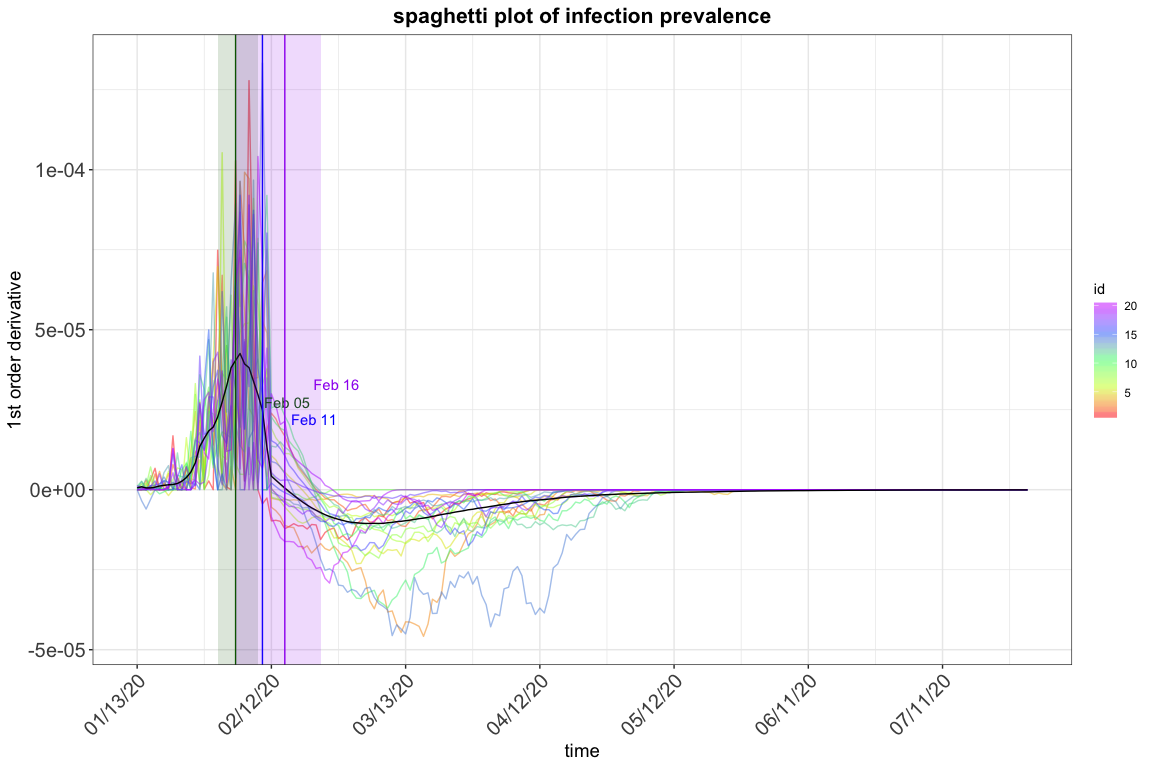 spaghetti plot of infection prevalence
1st order derivative
1e-04
5e-05
0e+00
-5e-05
Feb 16
Feb 05
Feb 11
id
20
15
10
5
01/13/20
02/12/20
03/13/20
04/12/20
05/12/20
06/11/20
07/11/20
time